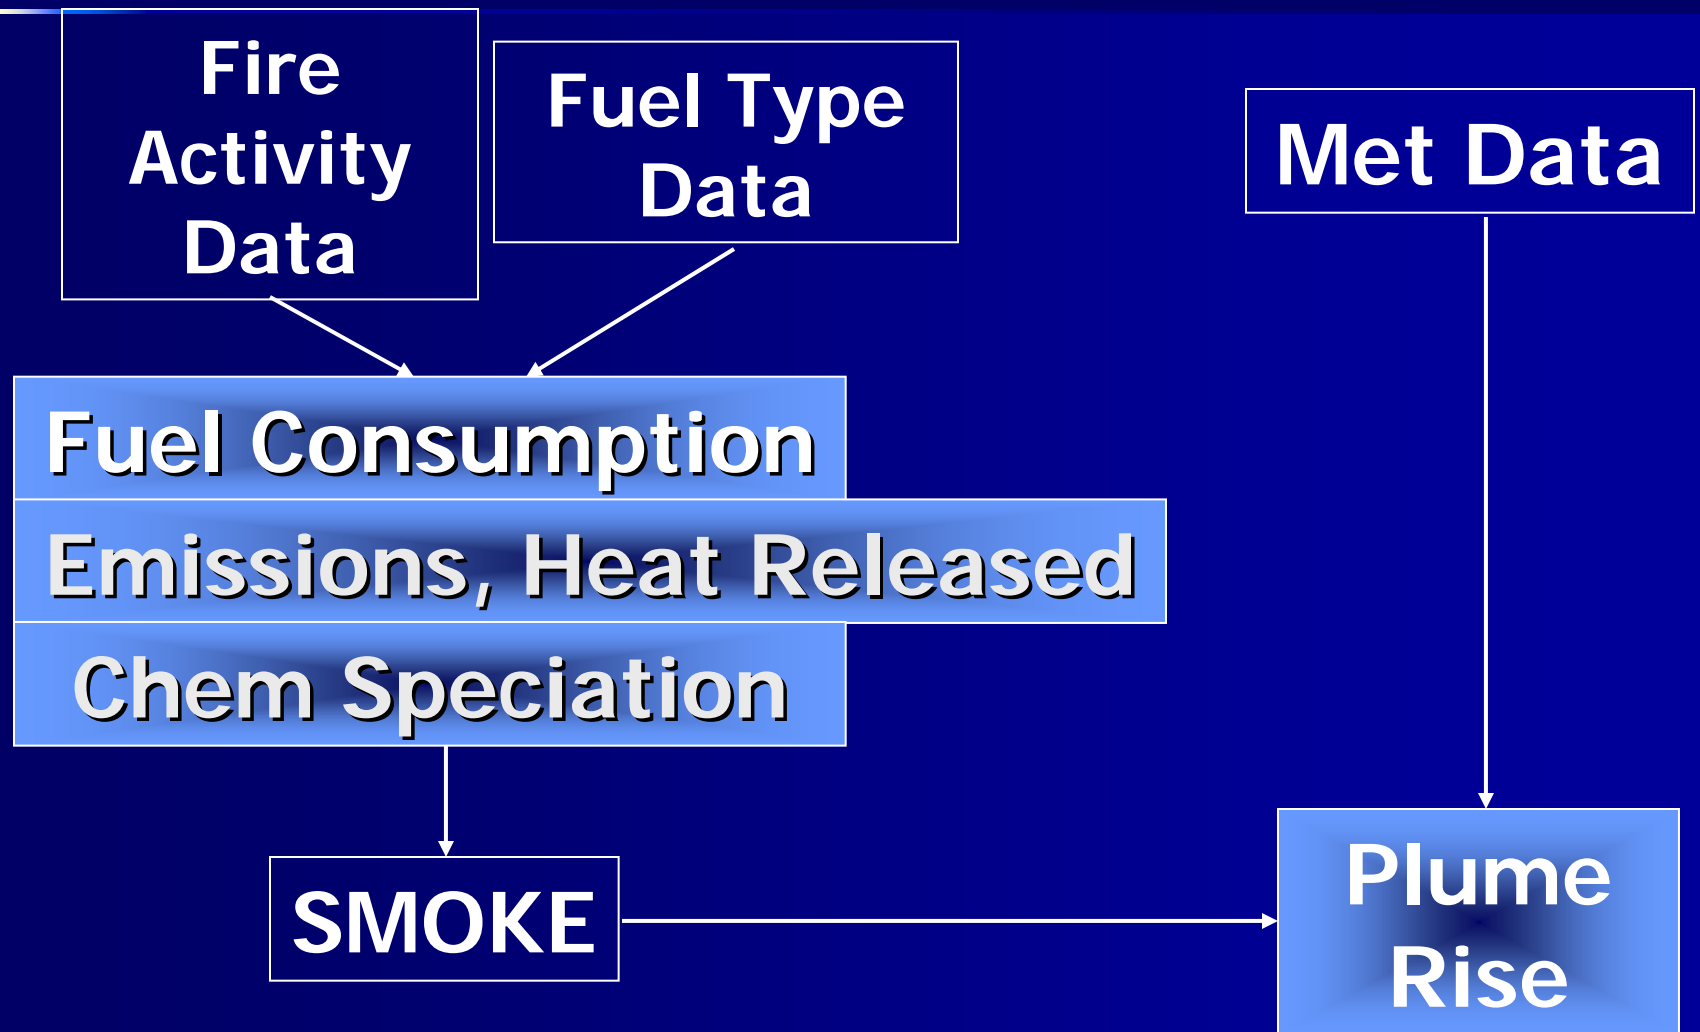 Fire
Activity
Data
Fuel Type
Data
Met Data
Fuel Consumption
Emissions, Heat Released
Chem Speciation
SMOKE
Plume
Rise